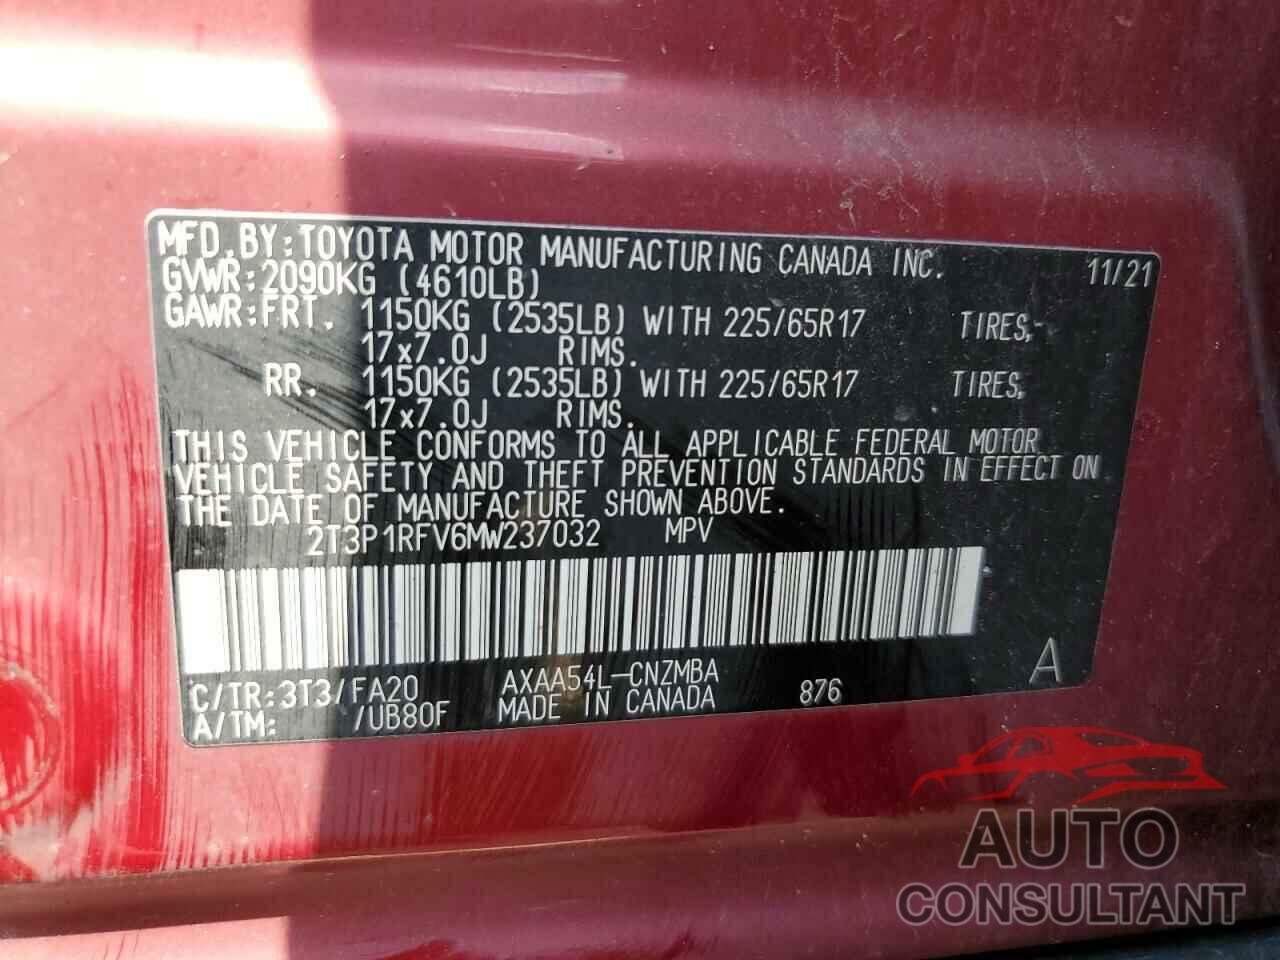 MFD.BY:TOYOTA MOTOR MANUFACTURING CANADA INC. 11/21
GVWR:2090KG (4610LB)
GAWR:FRT. 1150KG (2535LB) WITH 225/65R17 TIRES,
17x7.0J RIMS.
RR. 1150KG (2535LB) WITH 225/65R17 TIRES,
17x7.0J RIMS.
THIS VEHICLE CONFORMS TO ALL APPLICABLE FEDERAL MOTOR
VEHICLE SAFETY AND THEFT PREVENTION STANDARDS IN EFFECT ON
THE DATE OF MANUFACTURE SHOWN ABOVE.
2T3P1RFV6MW237032 MPV
C/TR:3T3/FA20 AXAA54L-CNZMBA A
A/TM: /UB80F MADE IN CANADA 876
AUTO
CONSULTANT